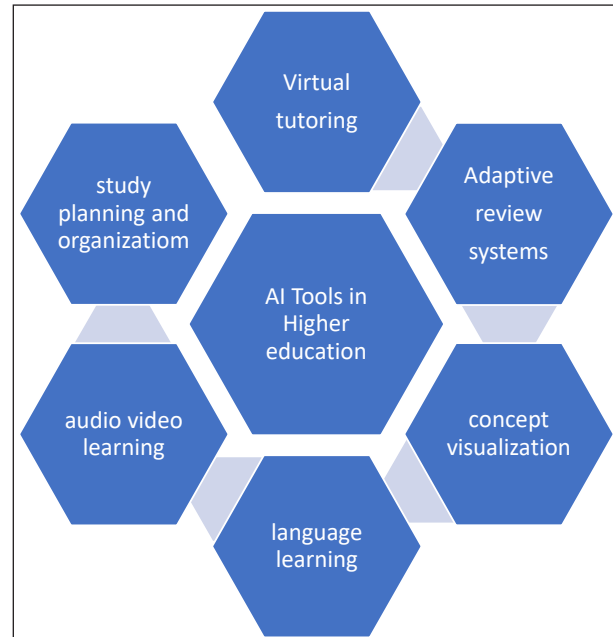 Virtual
tutoring
Adaptive
review
systems
concept
visualization
language
learning
audio video
learning
study
planning and
organizatiom
AI Tools in
Higher
education